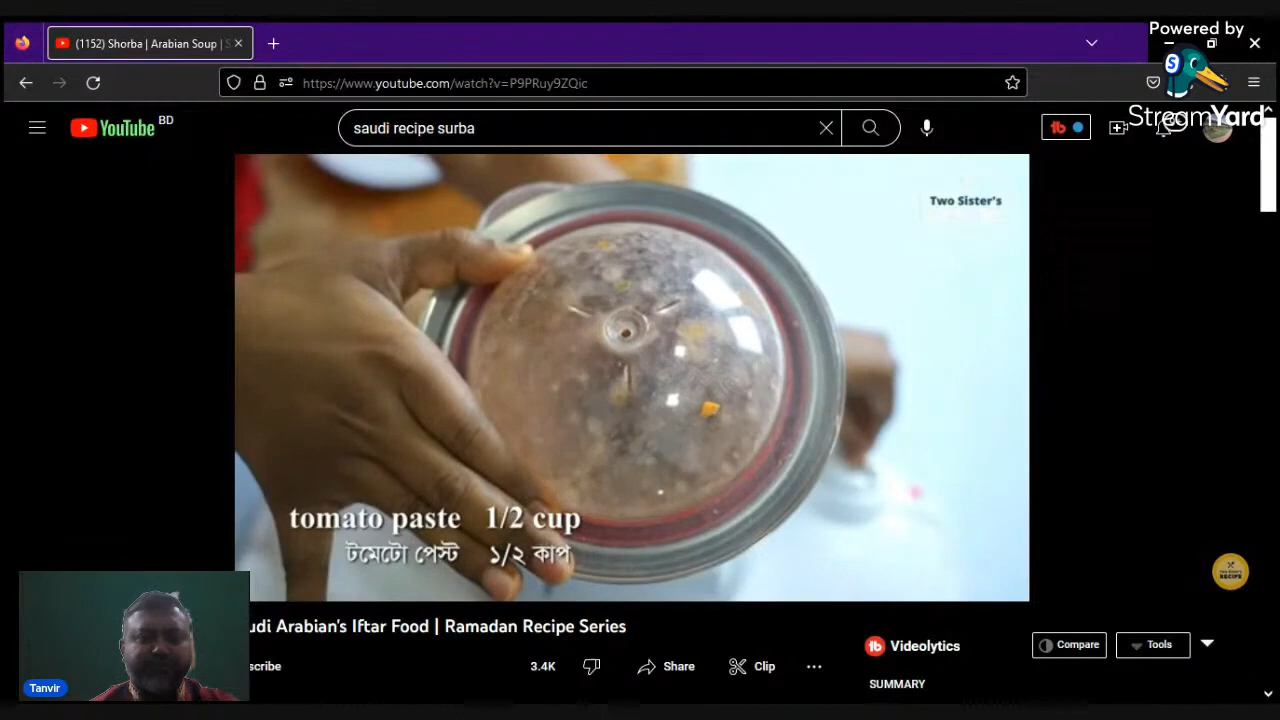 Powered by
(1152) Shorba | Arabian Soup | S
https://www.youtube.com/watch?v=P9PRuy9ZQic
StreamYard
YouTube BD
saudi recipe surba
Two Sister's
tomato paste 1/2 cup
টমেটো পেস্ট ১/২ কাপ
udi Arabian's Iftar Food | Ramadan Recipe Series
scribe
3.4K
Share
Clip
Videolytics
Compare
Tools
SUMMARY
Tanvir